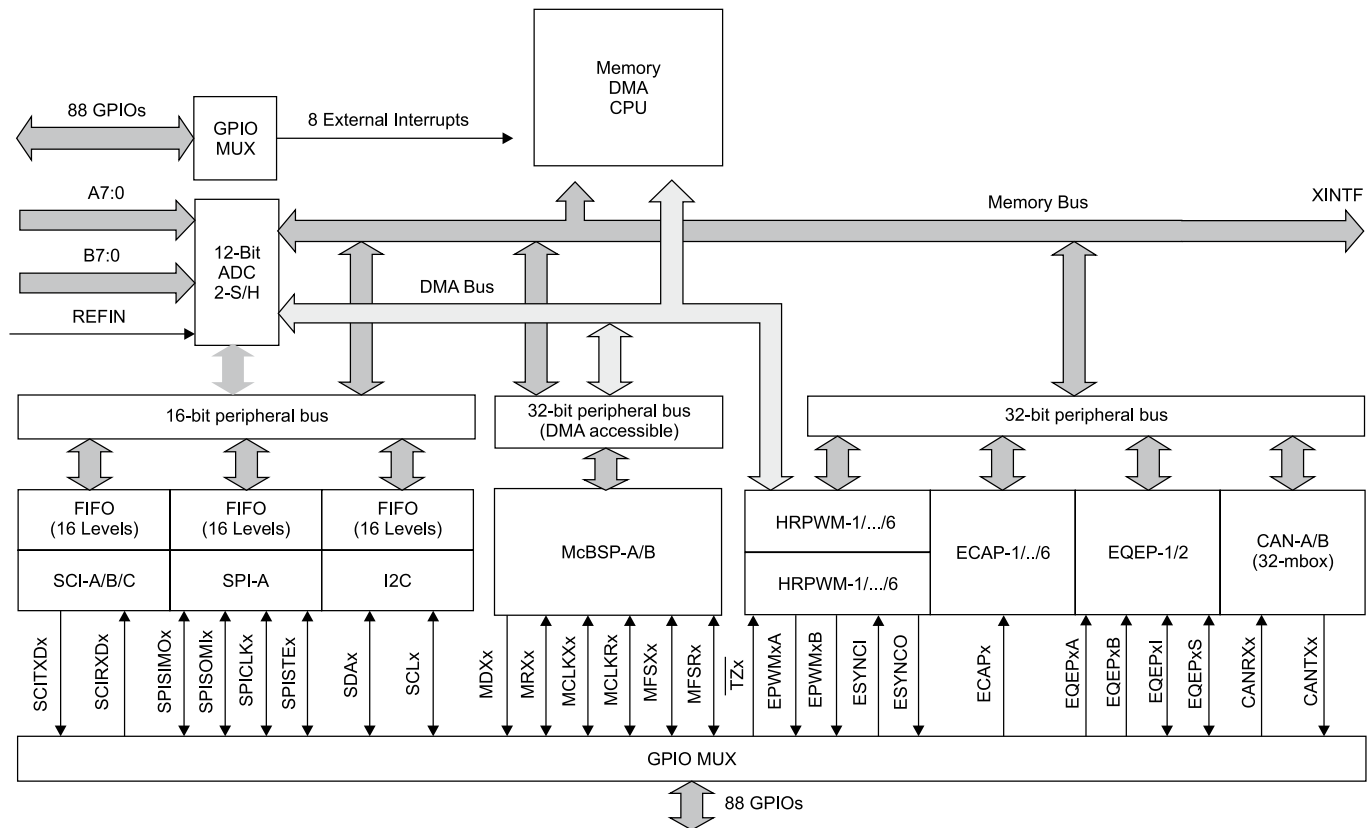 Memory
DMA
CPU
88 GPIOs
GPIO
MUX
8 External Interrupts
A7:0
Memory Bus
XINTF
B7:0
12-Bit
ADC
2-S/H
DMA Bus
REFIN
16-bit peripheral bus
32-bit peripheral bus
(DMA accessible)
32-bit peripheral bus
FIFO
(16 Levels)
FIFO
(16 Levels)
FIFO
(16 Levels)
SCI-A/B/C
SPI-A
I2C
McBSP-A/B
HRPWM-1/.../6
HRPWM-1/.../6
ECAP-1/../6
EQEP-1/2
CAN-A/B
(32-mbox)
SCITXDx
SCIRXDx
SPISIMOx
SPISOMIx
SPICLKx
SPISTEx
SDAx
SCLx
MDXx
MRXx
MCLKXx
MCLKRx
MFSXx
MFSRx
TZx
EPWMxA
EPWMxB
ESYNCI
ESYNCO
ECAPx
EQEPxA
EQEPxB
EQEPxI
EQEPxS
CANRXx
CANTXx
GPIO MUX
88 GPIOs